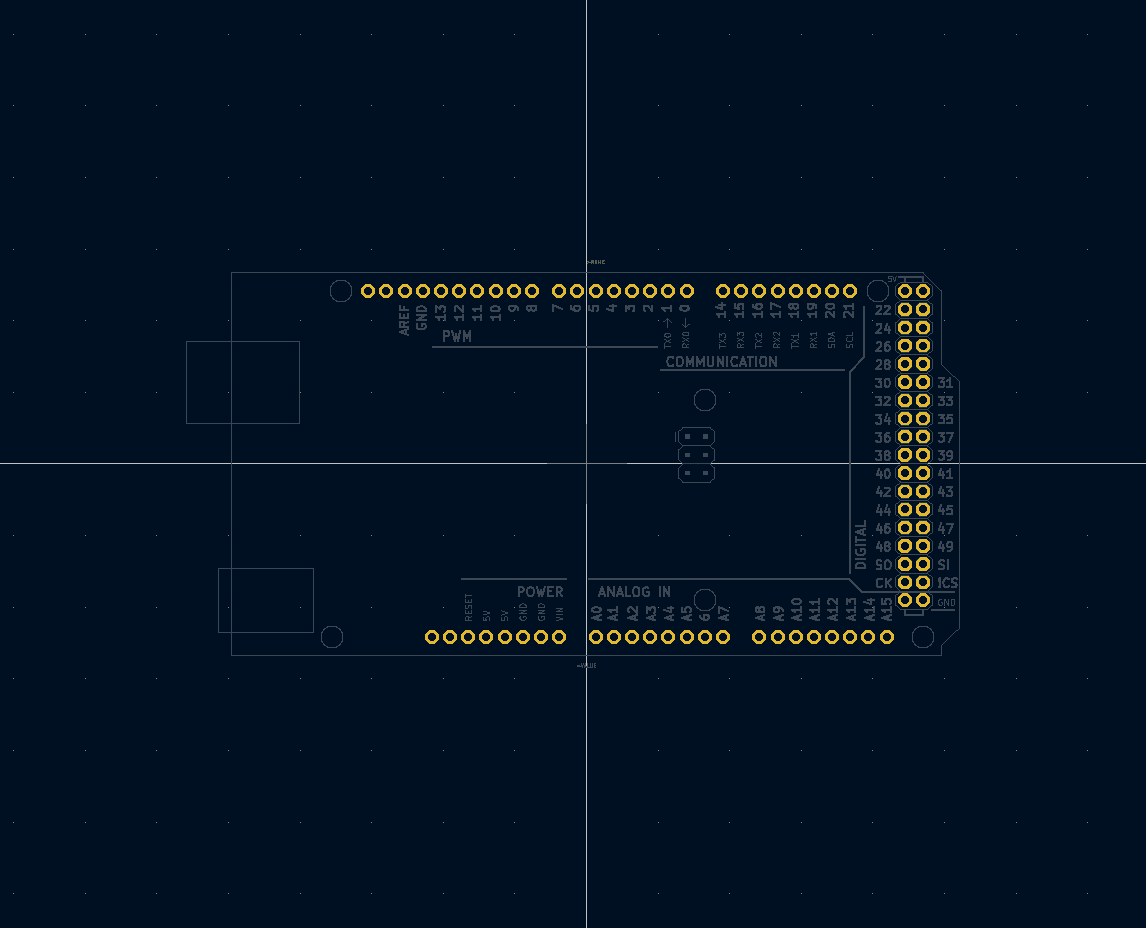 >NAME
5V
AREF
GND
13
12
11
10
9
8
7
6
5
4
3
2
TX0 → 1
RX0 ← 0
TX3 14
RX3 15
TX2 16
RX2 17
TX1 18
RX1 19
SDA 20
SCL 21
PWM
COMMUNICATION
22
24
26
28
30 31
32 33
34 35
36 37
38 39
40 41
42 43
44 45
46 47
48 49
SO SI
CK ICS
GND
DIGITAL
POWER
ANALOG IN
RESET
5V
5V
GND
GND
VIN
A0
A1
A2
A3
A4
A5
6
A7
A8
A9
A10
A11
A12
A13
A14
A15
>VALUE